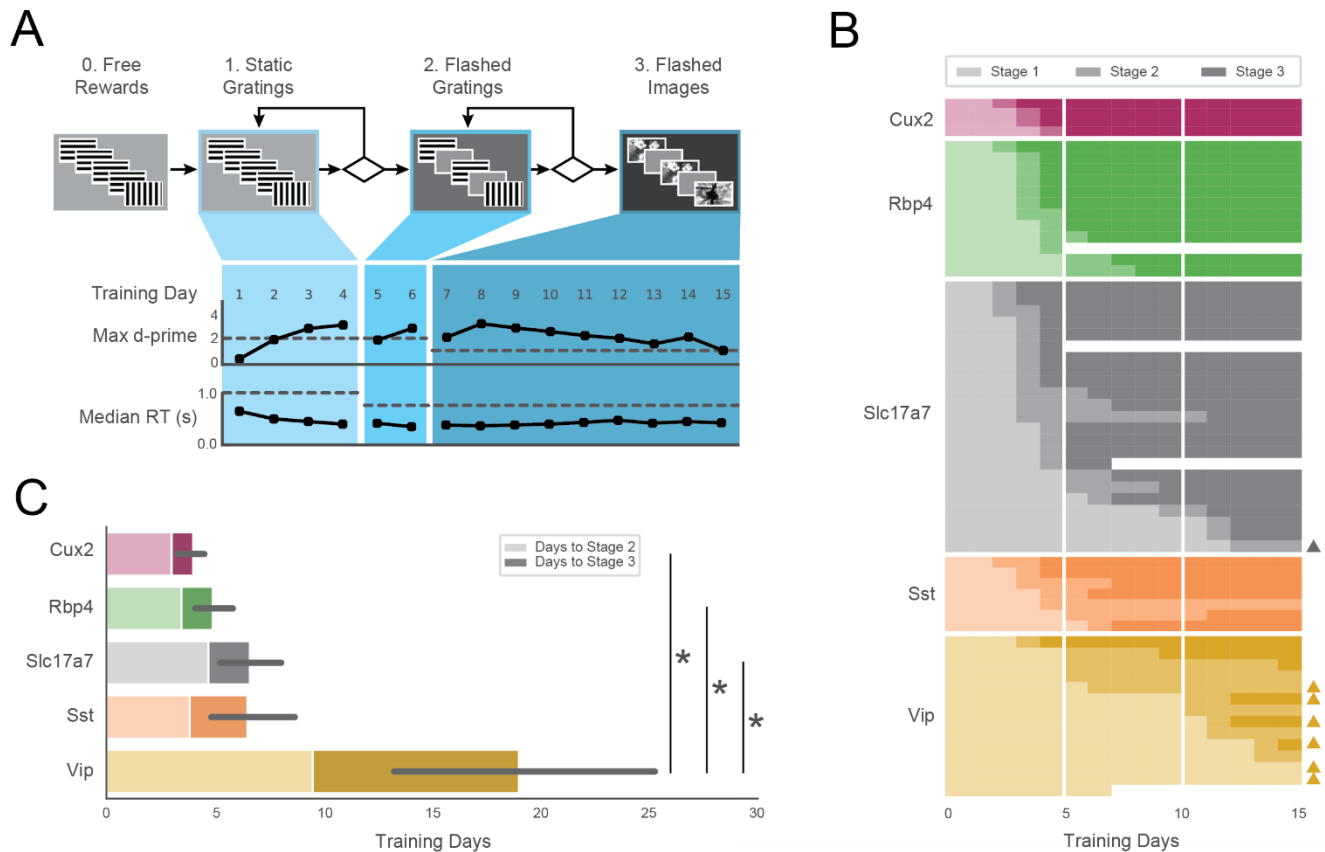 A
0. Free Rewards
1. Static Gratings
2. Flashed Gratings
3. Flashed Images
Training Day 1 2 3 4 5 6 7 8 9 10 11 12 13 14 15
Max d-prime
4
2
0
Median RT (s)
1.0
0.0
B
Stage 1 Stage 2 Stage 3
Cux2
Rbp4
Slc17a7
Sst
Vip
0 5 10 15
Training Days
C
Days to Stage 2
Days to Stage 3
Cux2
Rbp4
Slc17a7
Sst
Vip
*
*
*
0 5 10 15 20 25 30
Training Days